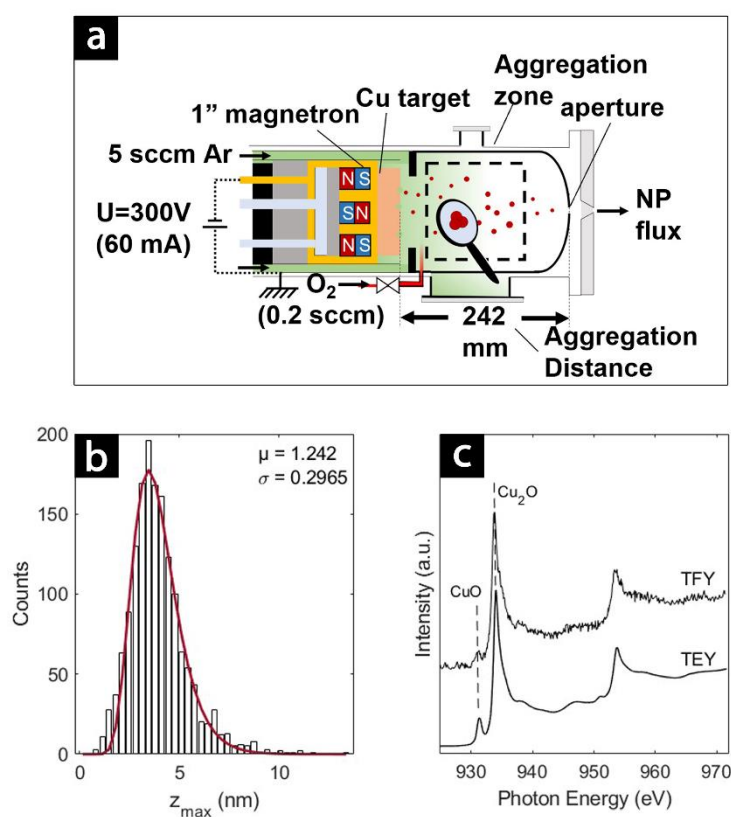 a
Aggregation
zone
Cu target
aperture
1” magnetron
5 sccm Ar
N S
U=300V
(60 mA)
S N
NP
flux
N S
O2
(0.2 sccm)
242
mm
Aggregation
Distance
b
200
150
100
50
0
Counts
μ = 1.242
σ = 0.2965
0 5 10
zmax (nm)
c
Cu2O
CuO
TFY
TEY
Intensity (a.u.)
930 940 950 960 970
Photon Energy (eV)